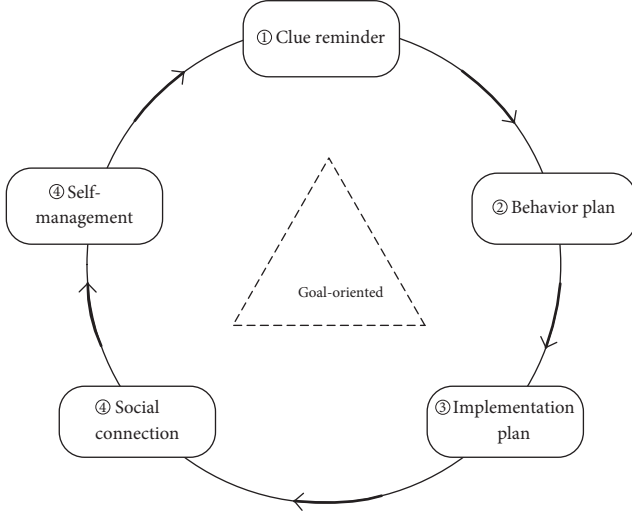 ① Clue reminder
② Behavior plan
③ Implementation
plan
④ Social
connection
④ Self-
management
Goal-oriented